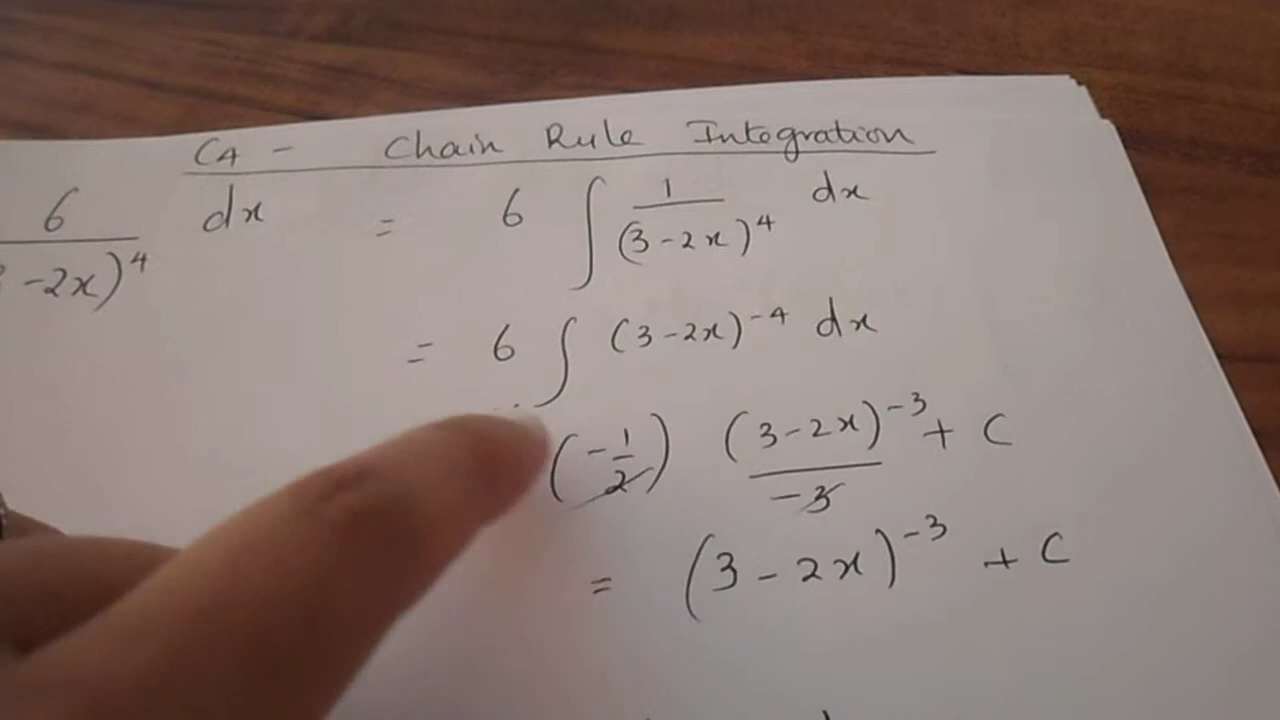 C4 - Chain Rule Integration
6/( -2x)⁴ dx = 6 ∫ 1/(3-2x)⁴ dx
= 6 ∫ (3-2x)⁻⁴ dx
(-1/2) (3-2x)⁻³/-3 + C
= (3-2x)⁻³ + C